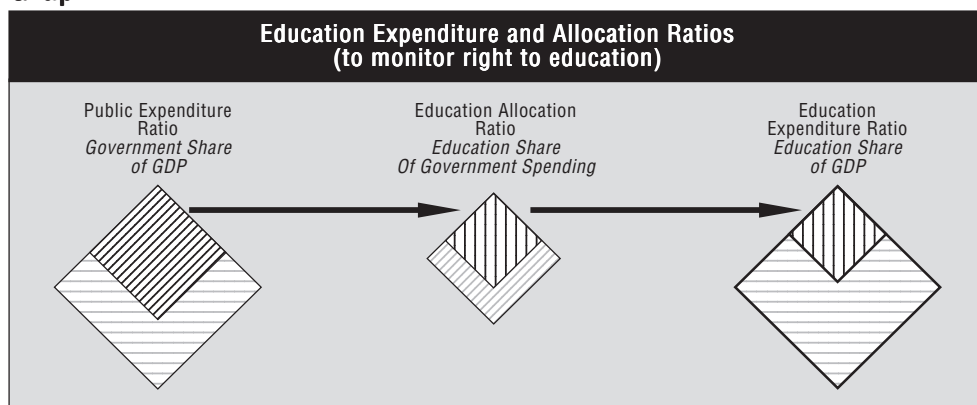 Education Expenditure and Allocation Ratios
(to monitor right to education)
Public Expenditure
Ratio
Government Share
of GDP
Education Allocation
Ratio
Education Share
Of Government Spending
Education
Expenditure Ratio
Education Share
of GDP